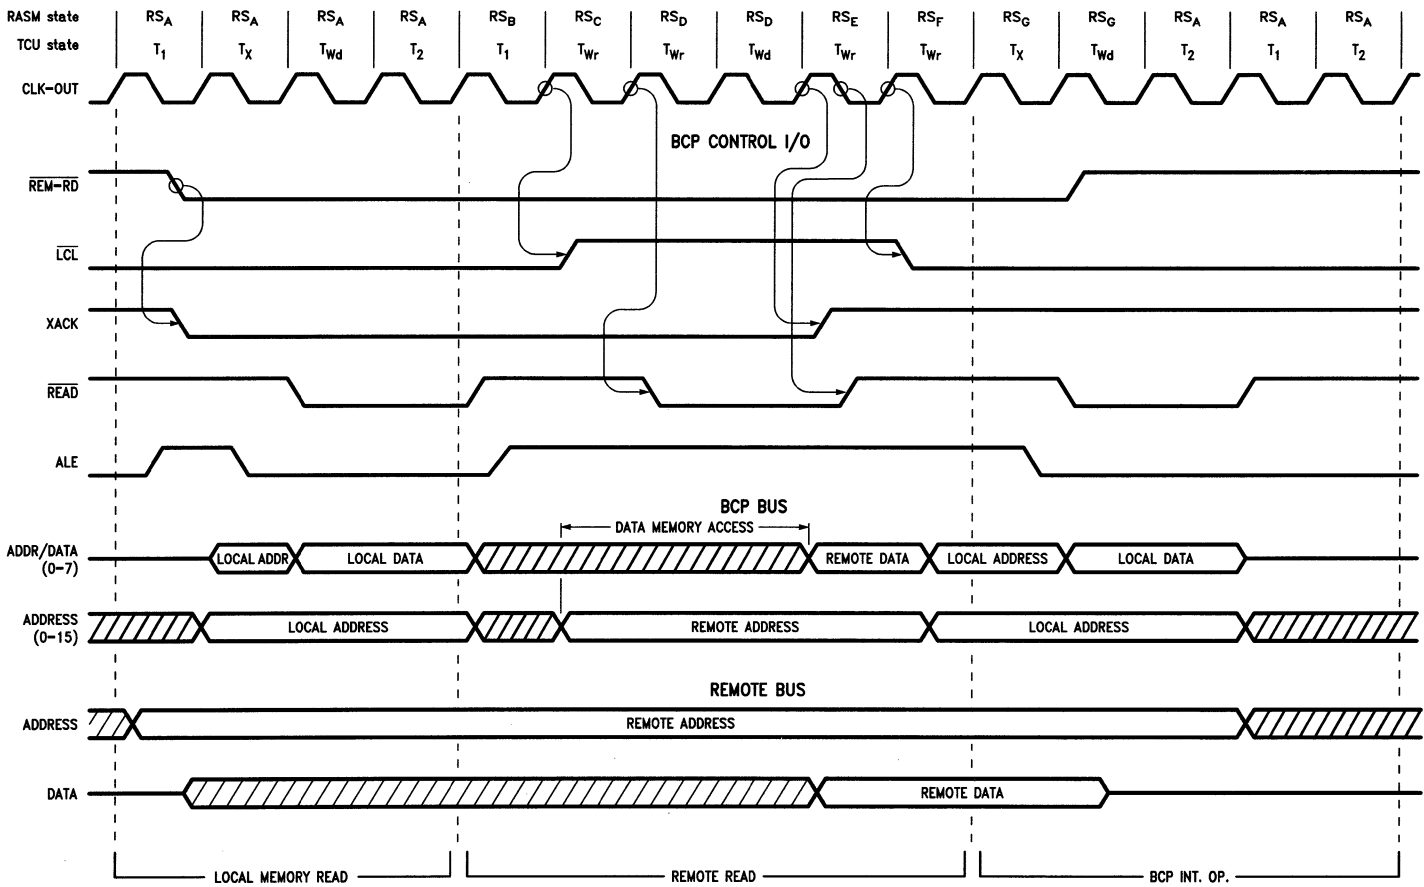 RASM state RSA RSA RSA RSA RSB RSC RSD RSD RSE RSF RSG RSG RSA RSA RSA
TCU state T1 TX TWd T2 T1 TWr TWr TWd TWr TWr TX TWd T2 T1 T2
CLK-OUT
BCP CONTROL I/O
REM-RD
LCL
XACK
READ
ALE
BCP BUS
DATA MEMORY ACCESS
ADDR/DATA
(0-7)
LOCAL ADDR LOCAL DATA REMOTE DATA LOCAL ADDRESS LOCAL DATA
ADDRESS
(0-15)
LOCAL ADDRESS REMOTE ADDRESS LOCAL ADDRESS
REMOTE BUS
ADDRESS REMOTE ADDRESS
DATA REMOTE DATA
LOCAL MEMORY READ REMOTE READ BCP INT. OP.